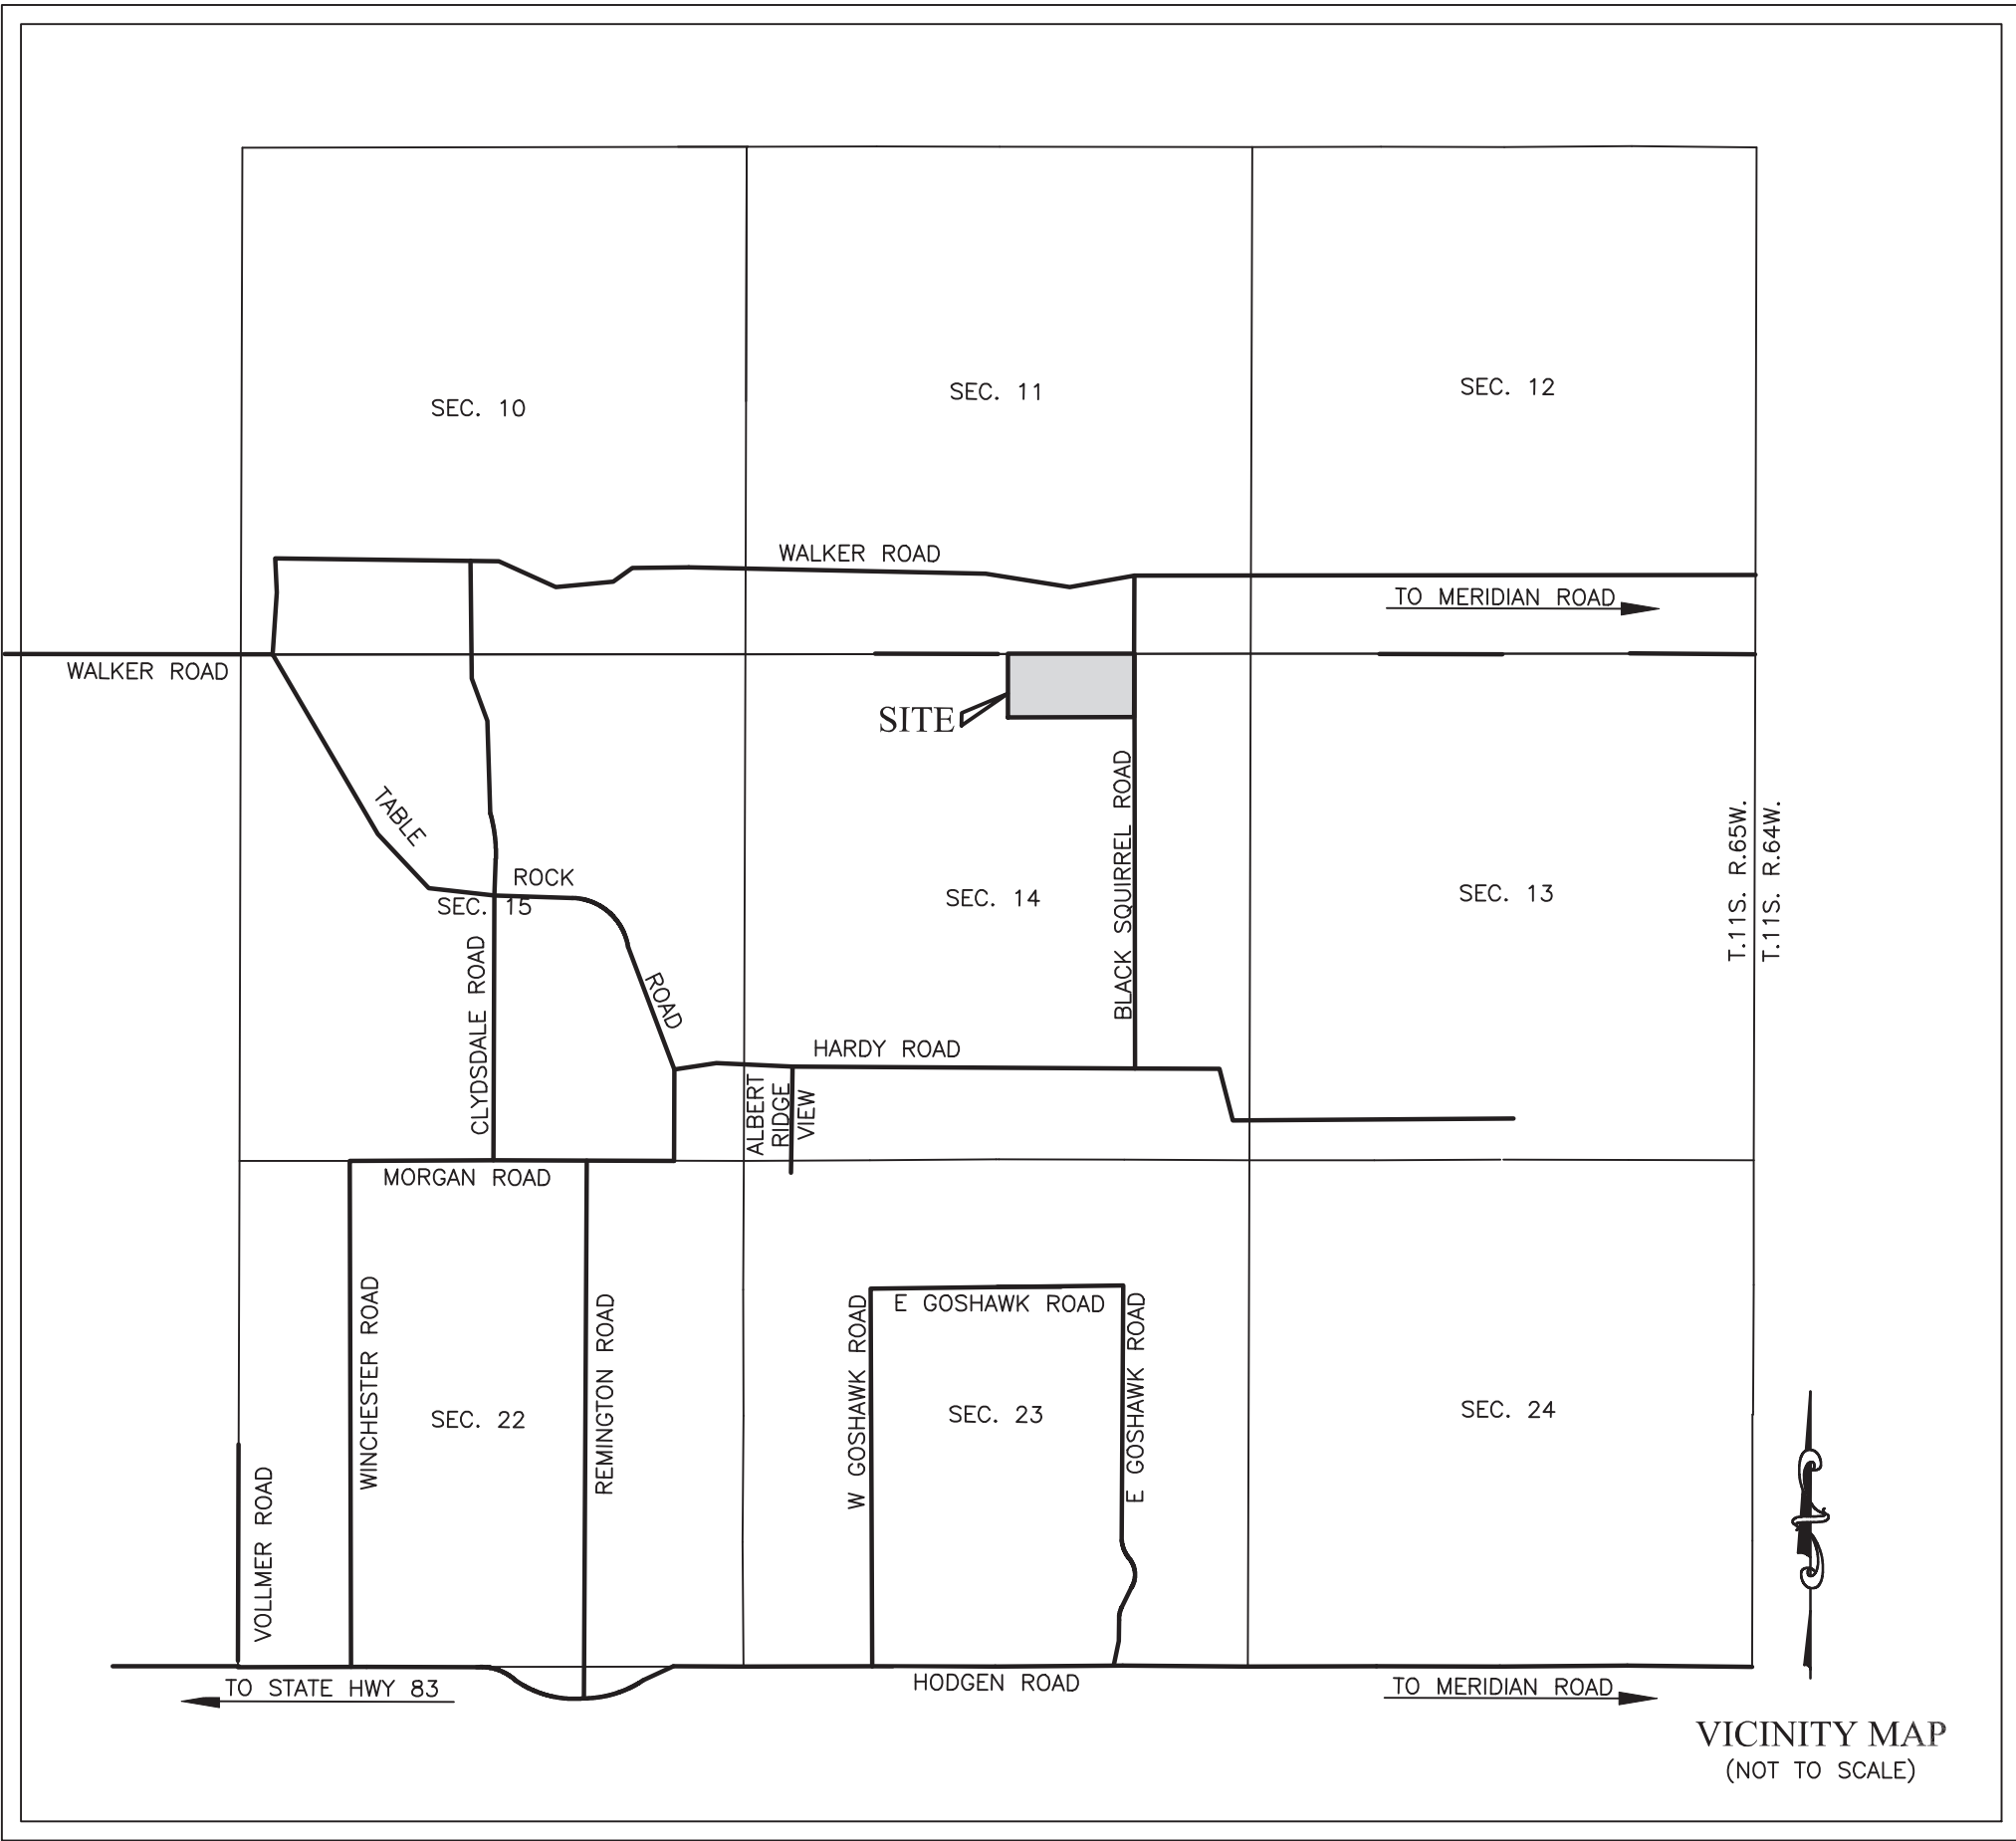 SEC. 10
SEC. 11
SEC. 12
WALKER ROAD
TO MERIDIAN ROAD
WALKER ROAD
SITE
TABLE
ROCK
ROAD
SEC. 15
CLYDSDALE ROAD
SEC. 14
BLACK SQUIRREL ROAD
SEC. 13
T.11S. R.65W.
T.11S. R.64W.
HARDY ROAD
ALBERT
RIDGE
VIEW
MORGAN ROAD
WINCHESTER ROAD
REMINGTON ROAD
W GOSHAWK ROAD
E GOSHAWK ROAD
E GOSHAWK ROAD
SEC. 22
SEC. 23
SEC. 24
VOLLMER ROAD
TO STATE HWY 83
HODGEN ROAD
TO MERIDIAN ROAD
VICINITY MAP
(NOT TO SCALE)